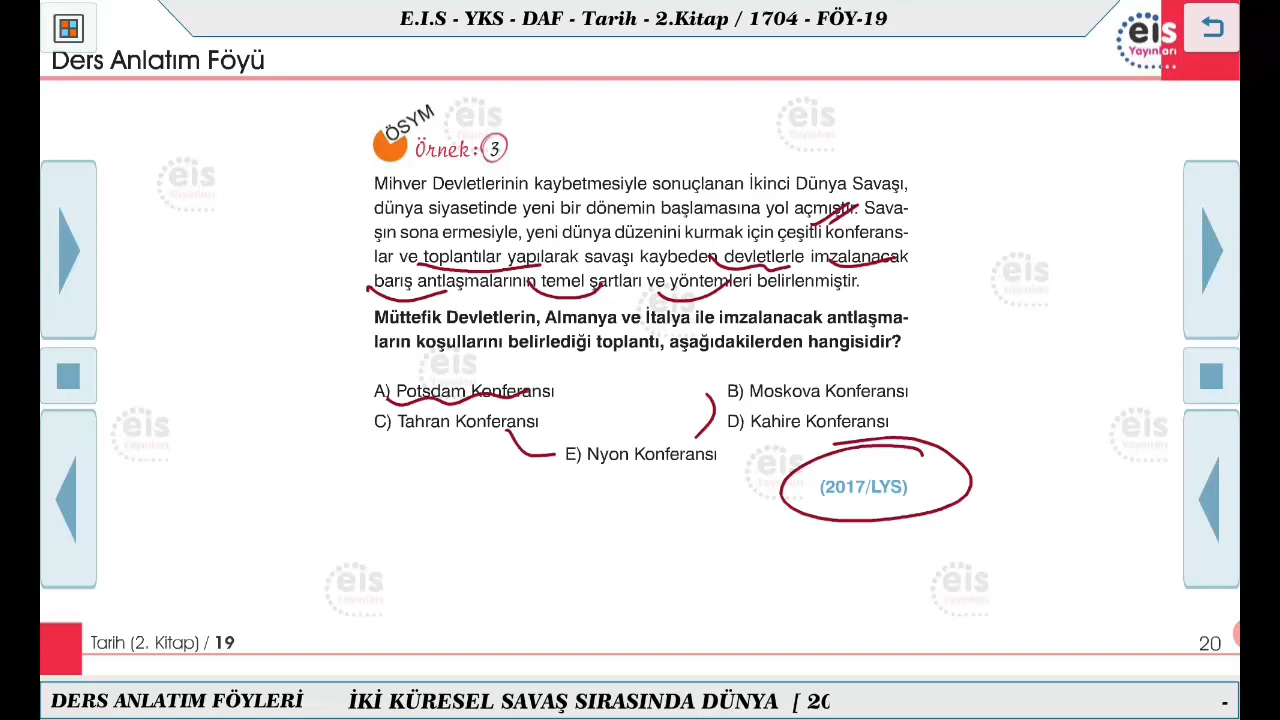 E.I.S - YKS - DAF - Tarih - 2.Kitap / 1704 - FÖY-19
eis
Yayınları
Ders Anlatım Föyü
ÖSYM
Örnek: 3
Mihver Devletlerinin kaybetmesiyle sonuçlanan İkinci Dünya Savaşı,
dünya siyasetinde yeni bir dönemin başlamasına yol açmıştır. Sava-
şın sona ermesiyle, yeni dünya düzenini kurmak için çeşitli konferans-
lar ve toplantılar yapılarak savaşı kaybeden devletlerle imzalanacak
barış antlaşmalarının temel şartları ve yöntemleri belirlenmiştir.
Müttefik Devletlerin, Almanya ve İtalya ile imzalanacak antlaşma-
ların koşullarını belirlediği toplantı, aşağıdakilerden hangisidir?
A) Potsdam Konferansı
B) Moskova Konferansı
C) Tahran Konferansı
D) Kahire Konferansı
E) Nyon Konferansı
(2017/LYS)
Tarih (2. Kitap) / 19
20
DERS ANLATIM FÖYLERİ İKİ KÜRESEL SAVAŞ SIRASINDA DÜNYA [ 20 -